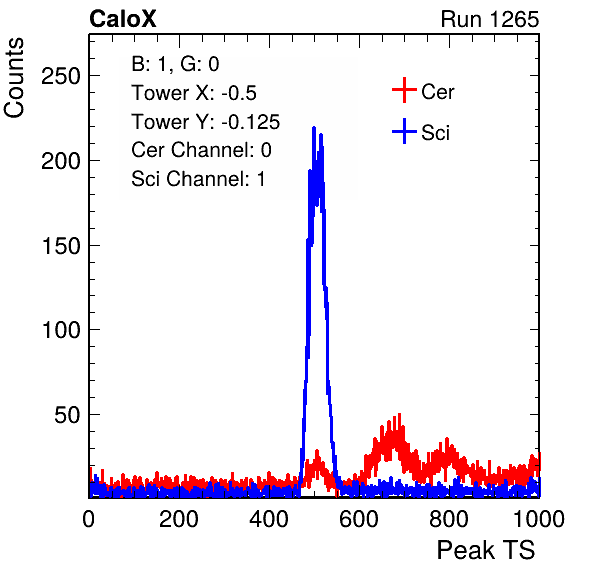 CaloX Run 1265
Counts
B: 1, G: 0
Tower X: -0.5
Tower Y: -0.125
Cer Channel: 0
Sci Channel: 1
Cer
Sci
250
200
150
100
50
0 200 400 600 800 1000
Peak TS